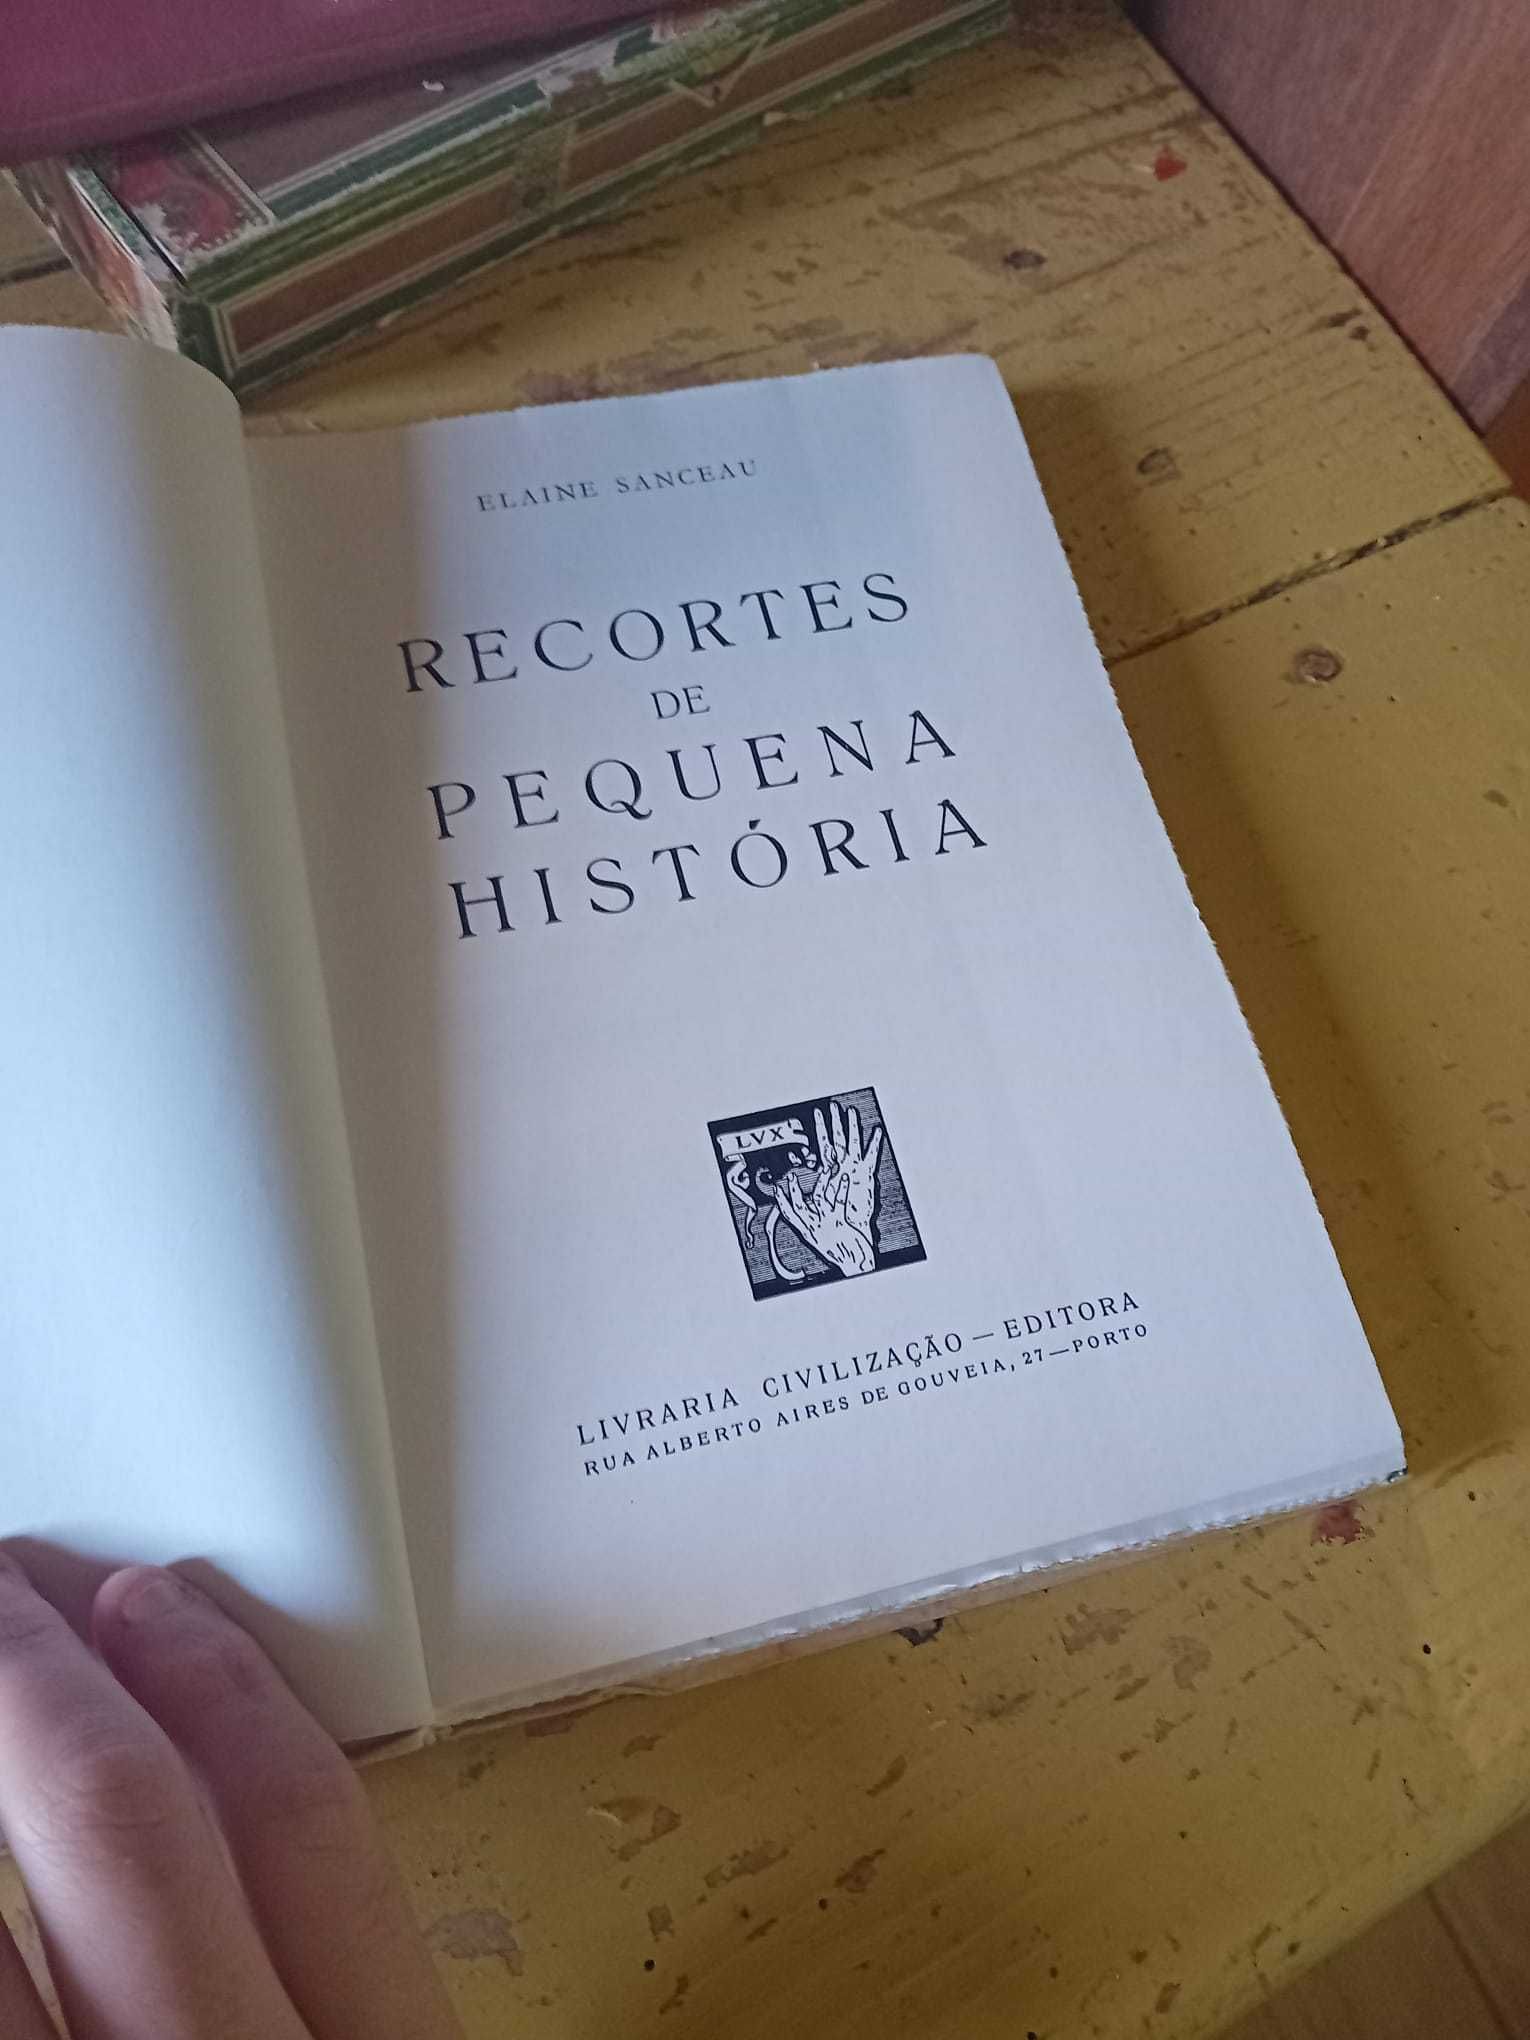 ELAINE SANCEAU
RECORTES
DE
PEQUENA
HISTÓRIA
LVX
LIVRARIA CIVILIZAÇÃO — EDITORA
RUA ALBERTO AIRES DE GOUVEIA, 27 — PORTO